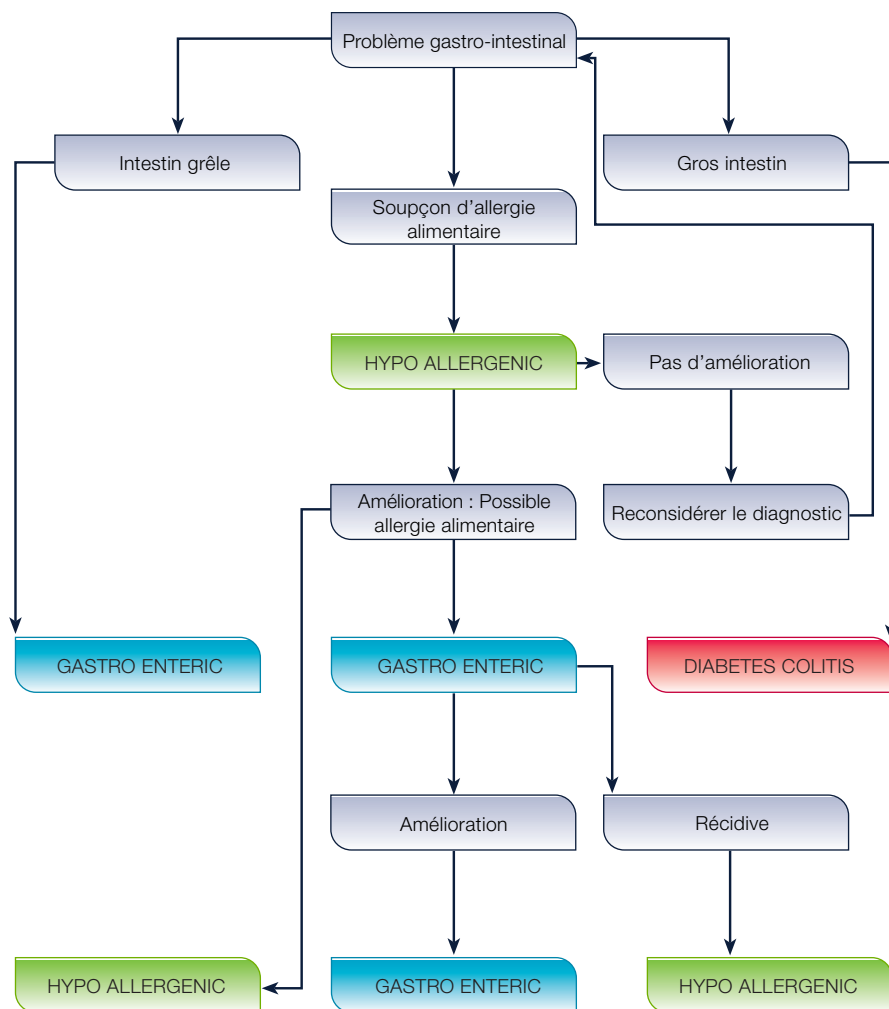 Problème gastro-intestinal
Intestin grêle
Gros intestin
Soupçon d’allergie
alimentaire
HYPO ALLERGENIC
Pas d’amélioration
Amélioration : Possible
allergie alimentaire
Reconsidérer le diagnostic
GASTRO ENTERIC
GASTRO ENTERIC
DIABETES COLITIS
Amélioration
Récidive
HYPO ALLERGENIC
GASTRO ENTERIC
HYPO ALLERGENIC